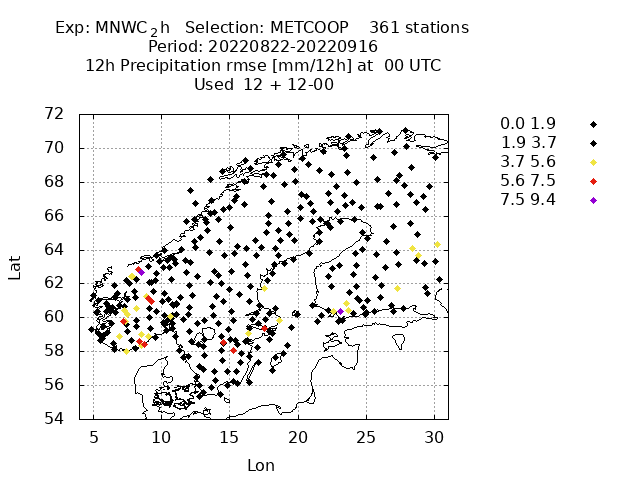 Exp: MNWC₂h   Selection: METCOOP    361 stations
Period: 20220822-20220916
12h Precipitation rmse [mm/12h] at  00 UTC
Used  12 + 12-00
72
70
68
66
64
62
60
58
56
54
Lat
5 10 15 20 25 30
Lon
0.0 1.9
1.9 3.7
3.7 5.6
5.6 7.5
7.5 9.4